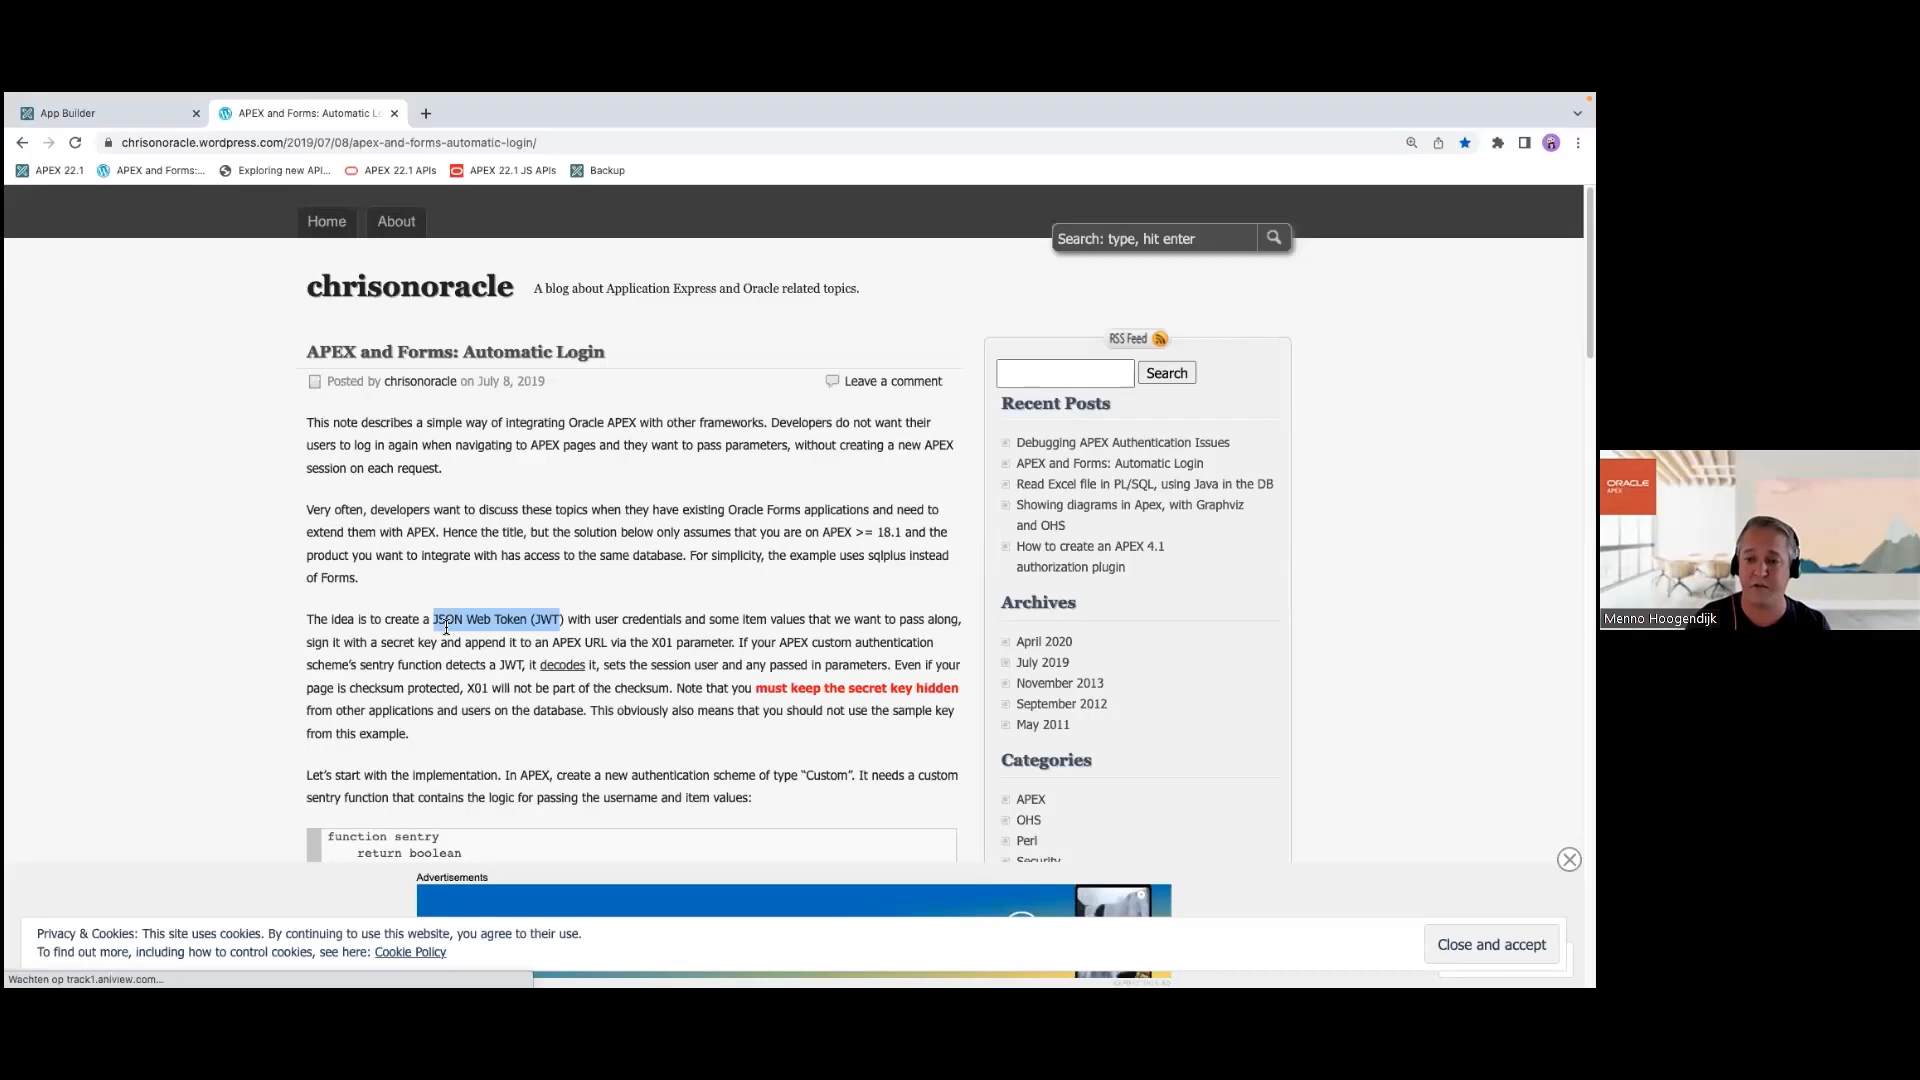 App Builder
APEX and Forms: Automatic Lo
chrisonoracle.wordpress.com/2019/07/08/apex-and-forms-automatic-login/
APEX 22.1
APEX and Forms:...
Exploring new API...
APEX 22.1 APIs
APEX 22.1 JS APIs
Backup
Home
About
Search: type, hit enter
chrisonoracle
A blog about Application Express and Oracle related topics.
APEX and Forms: Automatic Login
Posted by chrisonoracle on July 8, 2019
Leave a comment
This note describes a simple way of integrating Oracle APEX with other frameworks. Developers do not want their
users to log in again when navigating to APEX pages and they want to pass parameters, without creating a new APEX
session on each request.
Very often, developers want to discuss these topics when they have existing Oracle Forms applications and need to
extend them with APEX. Hence the title, but the solution below only assumes that you are on APEX >= 18.1 and the
product you want to integrate with has access to the same database. For simplicity, the example uses sqlplus instead
of Forms.
The idea is to create a JSON Web Token (JWT) with user credentials and some item values that we want to pass along,
sign it with a secret key and append it to an APEX URL via the X01 parameter. If your APEX custom authentication
scheme's sentry function detects a JWT, it decodes it, sets the session user and any passed in parameters. Even if your
page is checksum protected, X01 will not be part of the checksum. Note that you must keep the secret key hidden
from other applications and users on the database. This obviously also means that you should not use the sample key
from this example.
Let's start with the implementation. In APEX, create a new authentication scheme of type “Custom”. It needs a custom
sentry function that contains the logic for passing the username and item values:
function sentry
return boolean
RSS Feed
Search
Recent Posts
Debugging APEX Authentication Issues
APEX and Forms: Automatic Login
Read Excel file in PL/SQL, using Java in the DB
Showing diagrams in Apex, with Graphviz
and OHS
How to create an APEX 4.1
authorization plugin
Archives
April 2020
July 2019
November 2013
September 2012
May 2011
Categories
APEX
OHS
Perl
Security
Advertisements
Privacy & Cookies: This site uses cookies. By continuing to use this website, you agree to their use.
To find out more, including how to control cookies, see here: Cookie Policy
Close and accept
Wachten op track1.aniview.com...
ORACLE
APEX
Menno Hoogendijk